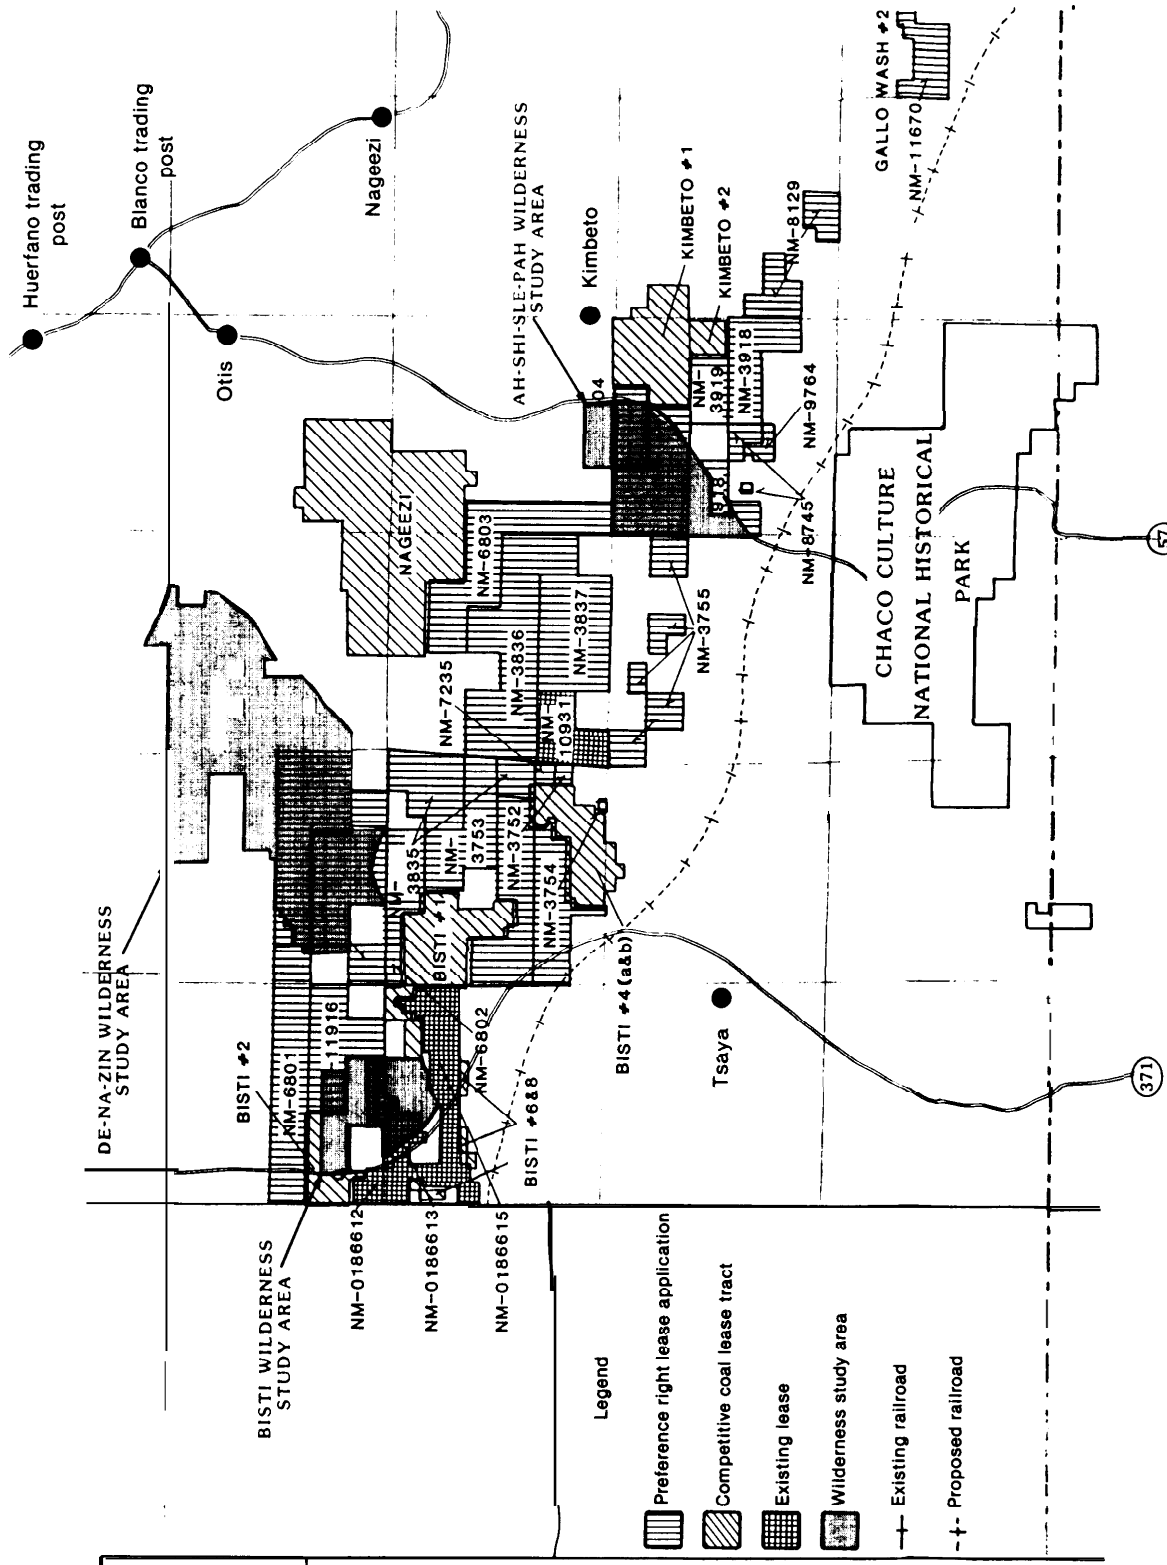 Huerfano trading
post
Blanco trading
post
Nageezi
Otis
AH-SHI-SLE-PAH WILDERNESS
STUDY AREA
Kimbeto
KIMBETO #1
KIMBETO #2
GALLO WASH #2
NM-11670
NM-8129
04
NM-
3919
NM-3918
918
NM-9764
NM-8745
NAGEEZI
NM-6803
NM-3837
NM-3836
NM-3755
NM-7235
NM-
10931
DE-NA-ZIN WILDERNESS
STUDY AREA
NM-
3835
NM-
3753
NM-3752
NM-3754
BISTI #1
BISTI #4(a&b)
BISTI #2
NM-6801
-11916
NM-6802
BISTI #6&8
BISTI WILDERNESS
STUDY AREA
NM-0186612
NM-0186613
NM-0186615
Tsaya
CHACO CULTURE
NATIONAL HISTORICAL
PARK
57
371
Legend
Preference right lease application
Competitive coal lease tract
Existing lease
Wilderness study area
Existing railroad
Proposed railroad